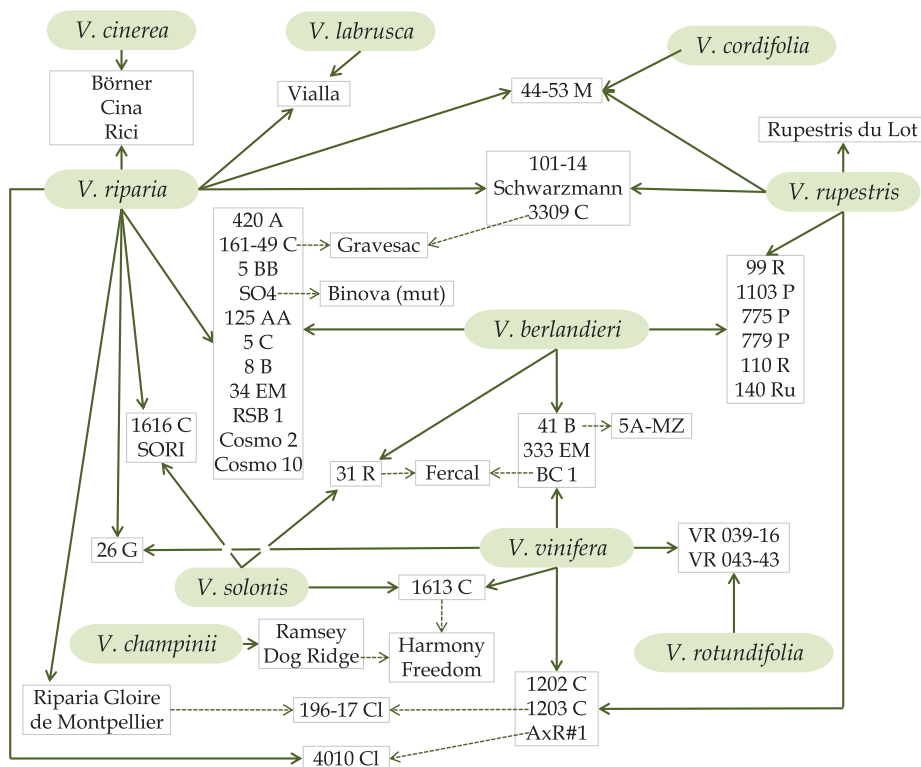 V. cinerea
V. labrusca
V. cordifolia
Börner
Cina
Rici
Vialla
44-53 M
Rupestris du Lot
V. riparia
101-14
Schwarzmann
3309 C
V. rupestris
420 A
161-49 C
5 BB
SO4
125 AA
5 C
8 B
34 EM
RSB 1
Cosmo 2
Cosmo 10
Gravesac
Binova (mut)
V. berlandieri
99 R
1103 P
775 P
779 P
110 R
140 Ru
1616 C
SORI
31 R
Fercal
41 B
333 EM
BC 1
5A-MZ
26 G
V. vinifera
VR 039-16
VR 043-43
V. solonis
1613 C
V. champinii
Ramsey
Dog Ridge
Harmony
Freedom
V. rotundifolia
Riparia Gloire
de Montpellier
196-17 Cl
1202 C
1203 C
AxR#1
4010 Cl